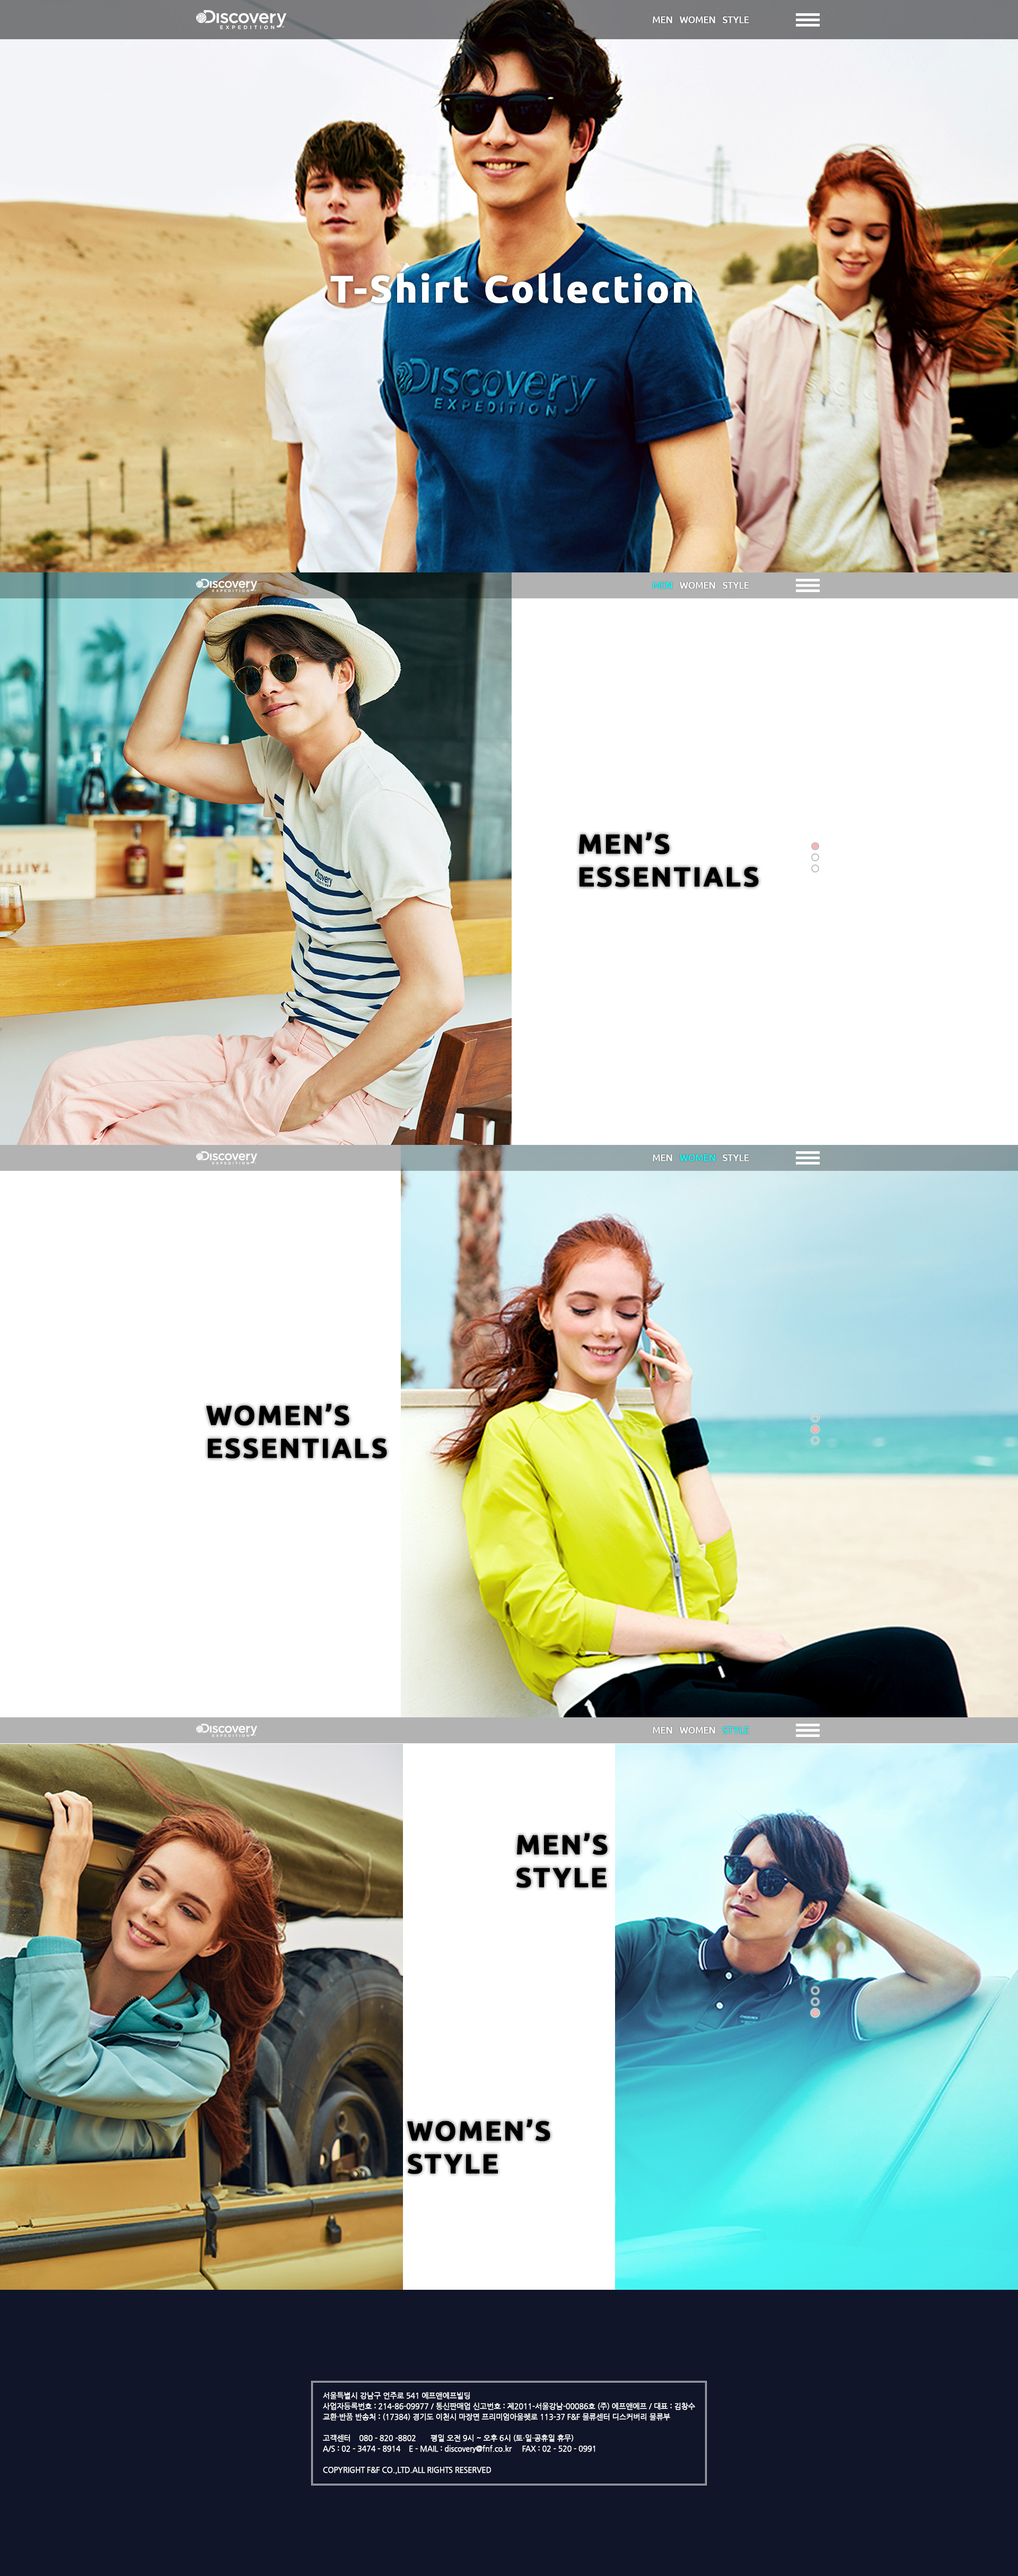 Discovery
EXPEDITION
MEN WOMEN STYLE
T-Shirt Collection
Discovery
EXPEDITION
Discovery
EXPEDITION
MEN WOMEN STYLE
Discovery
MEN’S
ESSENTIALS
Discovery
EXPEDITION
MEN WOMEN STYLE
WOMEN’S
ESSENTIALS
Discovery
EXPEDITION
MEN WOMEN STYLE
MEN’S
STYLE
WOMEN’S
STYLE
서울특별시 강남구 언주로 541 에프앤에프빌딩
사업자등록번호 : 214-86-09977 / 통신판매업 신고번호 : 제2011-서울강남-00086호 (주) 에프앤에프 / 대표 : 김창수
교환·반품 반송처 : (17384) 경기도 이천시 마장면 프리미엄아울렛로 113-37 F&F 물류센터 디스커버리 물류부
고객센터 080 - 820 -8802 평일 오전 9시 ~ 오후 6시 (토·일·공휴일 휴무)
A/S : 02 - 3474 - 8914 E - MAIL : discovery@fnf.co.kr FAX : 02 - 520 - 0991
COPYRIGHT F&F CO.,LTD.ALL RIGHTS RESERVED